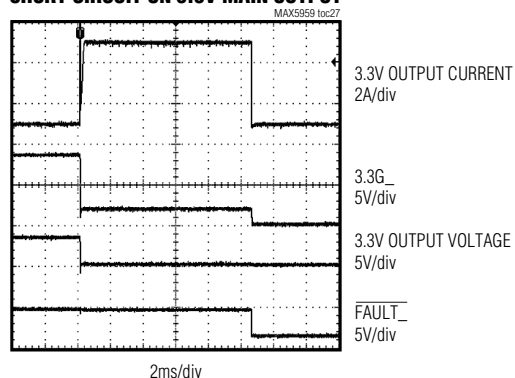 SHORT CIRCUIT ON 3.3V MAIN OUTPUT
MAX5959 toc27
3.3V OUTPUT CURRENT
2A/div
3.3G_
5V/div
3.3V OUTPUT VOLTAGE
5V/div
FAULT_
5V/div
2ms/div